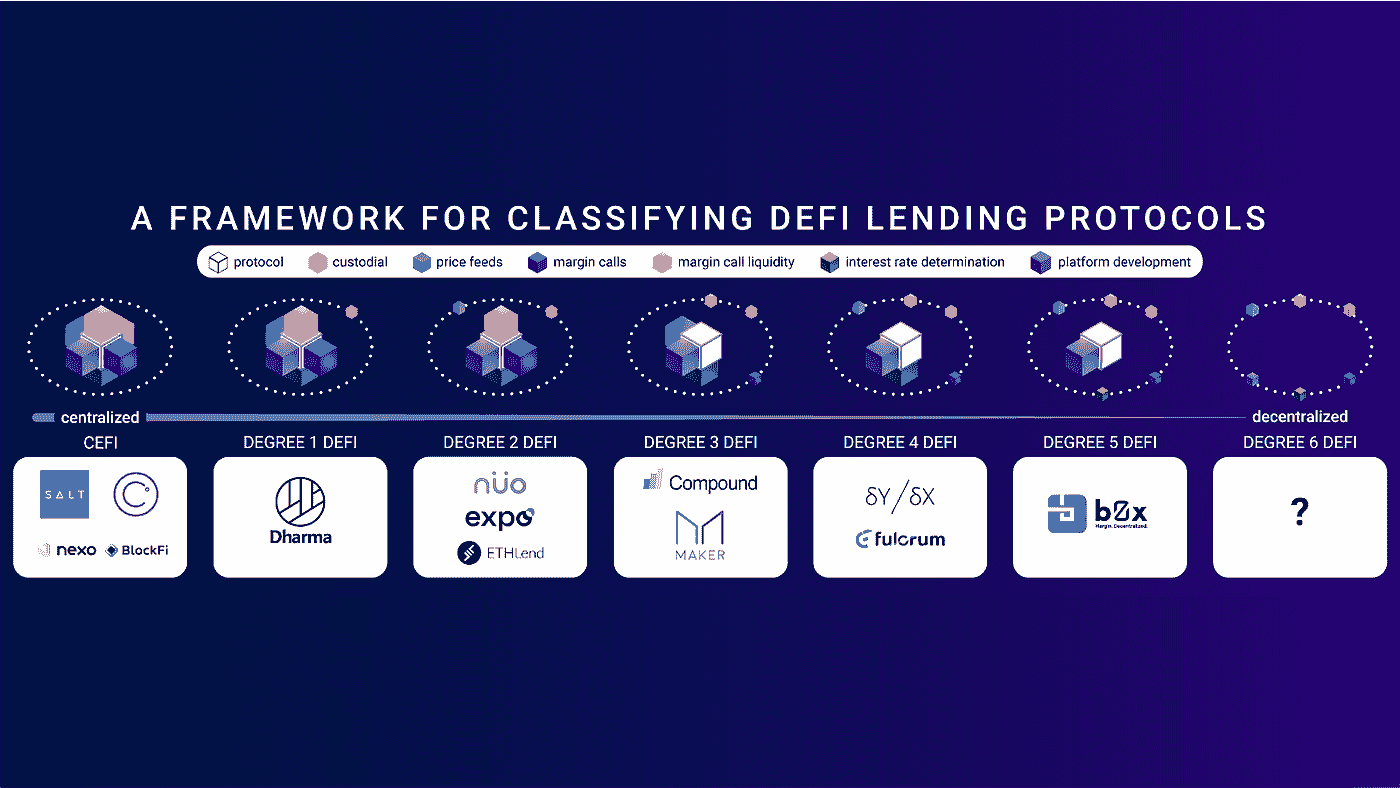 A FRAMEWORK FOR CLASSIFYING DEFI LENDING PROTOCOLS
protocol custodial price feeds margin calls margin call liquidity interest rate determination platform development
centralized decentralized
CEFI DEGREE 1 DEFI DEGREE 2 DEFI DEGREE 3 DEFI DEGREE 4 DEFI DEGREE 5 DEFI DEGREE 6 DEFI
SALT
nexo BlockFi
Dharma
nüo
expo
ETHLend
Compound
MAKER
δY/δX
fulcrum
b0x
Margin. Decentralized.
?